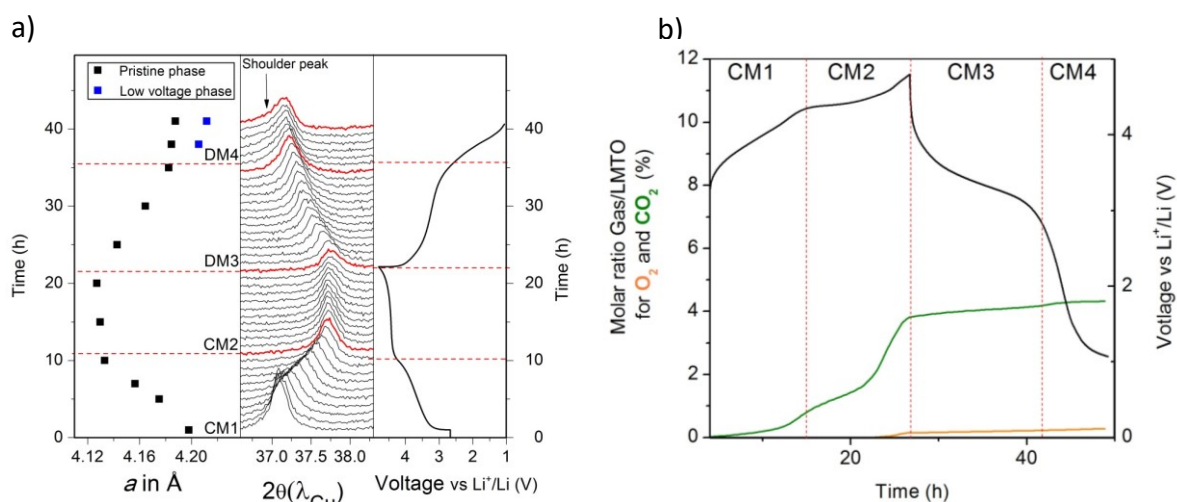 a)
Pristine phase
Low voltage phase
Shoulder peak
Time (h)
40
30
20
10
0
DM4
DM3
CM2
CM1
4.12 4.16 4.20
a in Å
37.0 37.5 38.0
2θ(λCu)
4 3 2 1
Voltage vs Li⁺/Li (V)
40
30
20
10
0
Time (h)
b)
CM1 CM2 CM3 CM4
12
10
8
6
4
2
0
Molar ratio Gas/LMTO (%)
for O₂ and CO₂
20 40
Time (h)
4
2
0
Votlage vs Li⁺/Li (V)